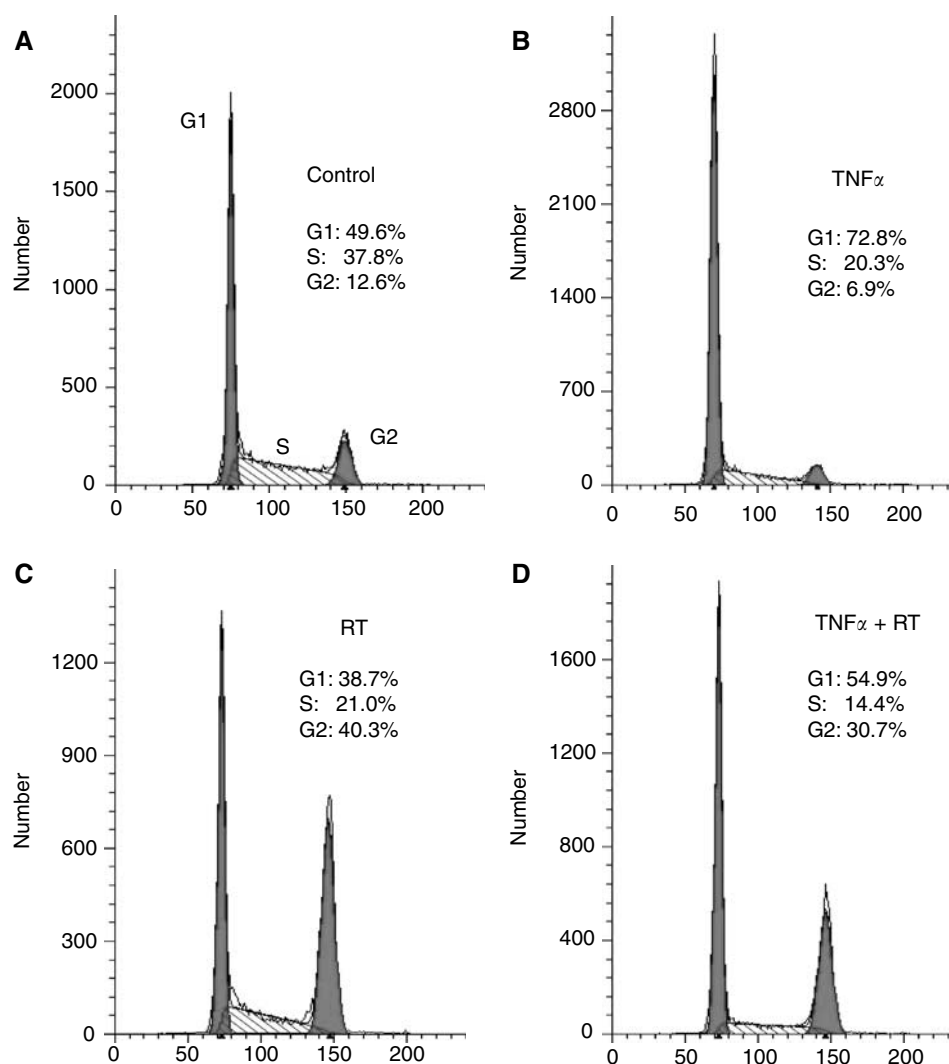 A
Number
2000
1500
1000
500
0
G1
Control
G1: 49.6%
S: 37.8%
G2: 12.6%
S
G2
0 50 100 150 200
B
Number
2800
2100
1400
700
0
TNFα
G1: 72.8%
S: 20.3%
G2: 6.9%
0 50 100 150 200
C
Number
1200
900
600
300
0
RT
G1: 38.7%
S: 21.0%
G2: 40.3%
0 50 100 150 200
D
Number
1600
1200
800
400
0
TNFα + RT
G1: 54.9%
S: 14.4%
G2: 30.7%
0 50 100 150 200